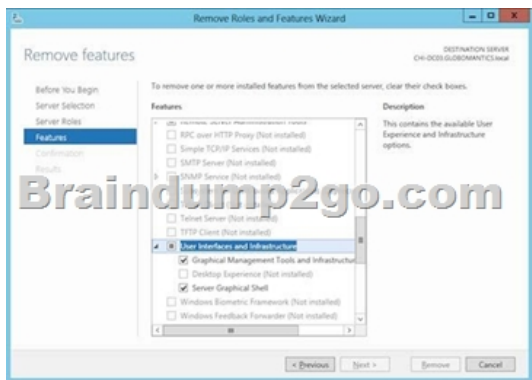 Remove Roles and Features Wizard
Remove features
DESTINATION SERVER
CHI-DC03.GLOBOMANTICS.local
Before You Begin
Server Selection
Server Roles
Features
Confirmation
Results
To remove one or more installed features from the selected server, clear their check boxes.
Features
Remote Server Administration Tools
RPC over HTTP Proxy (Not installed)
Simple TCP/IP Services (Not installed)
SMTP Server (Not installed)
SNMP Service (Not installed)
Telnet Server (Not installed)
TFTP Client (Not installed)
User Interfaces and Infrastructure
Graphical Management Tools and Infrastructur
Desktop Experience (Not installed)
Server Graphical Shell
Windows Biometric Framework (Not installed)
Windows Feedback Forwarder (Not installed)
Description
This contains the available User
Experience and Infrastructure
options.
Braindump2go.com
< Previous
Next >
Remove
Cancel